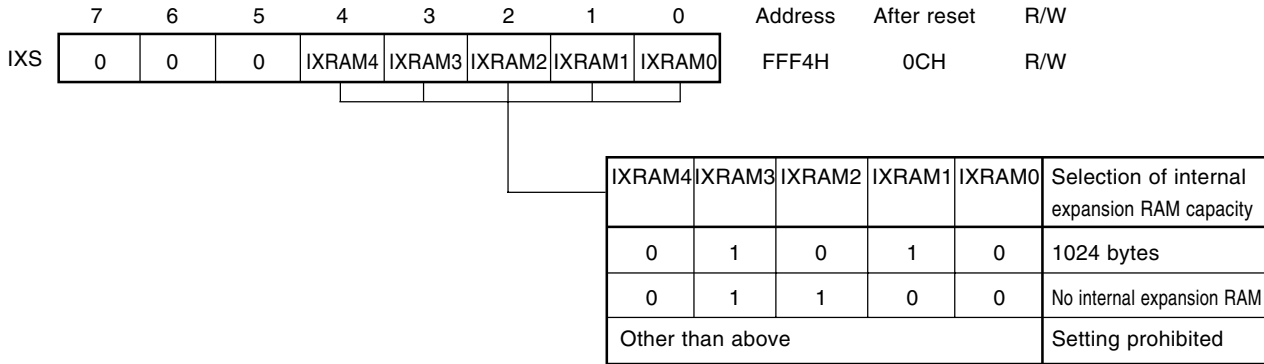 7 6 5 4 3 2 1 0 Address After reset R/W
IXS 0 0 0 IXRAM4 IXRAM3 IXRAM2 IXRAM1 IXRAM0 FFF4H 0CH R/W
IXRAM4 IXRAM3 IXRAM2 IXRAM1 IXRAM0 Selection of internal
expansion RAM capacity
0 1 0 1 0 1024 bytes
0 1 1 0 0 No internal expansion RAM
Other than above Setting prohibited